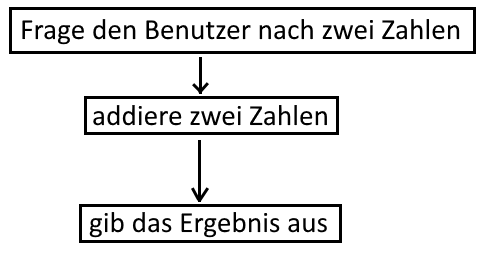 Frage den Benutzer nach zwei Zahlen
addiere zwei Zahlen
gib das Ergebnis aus